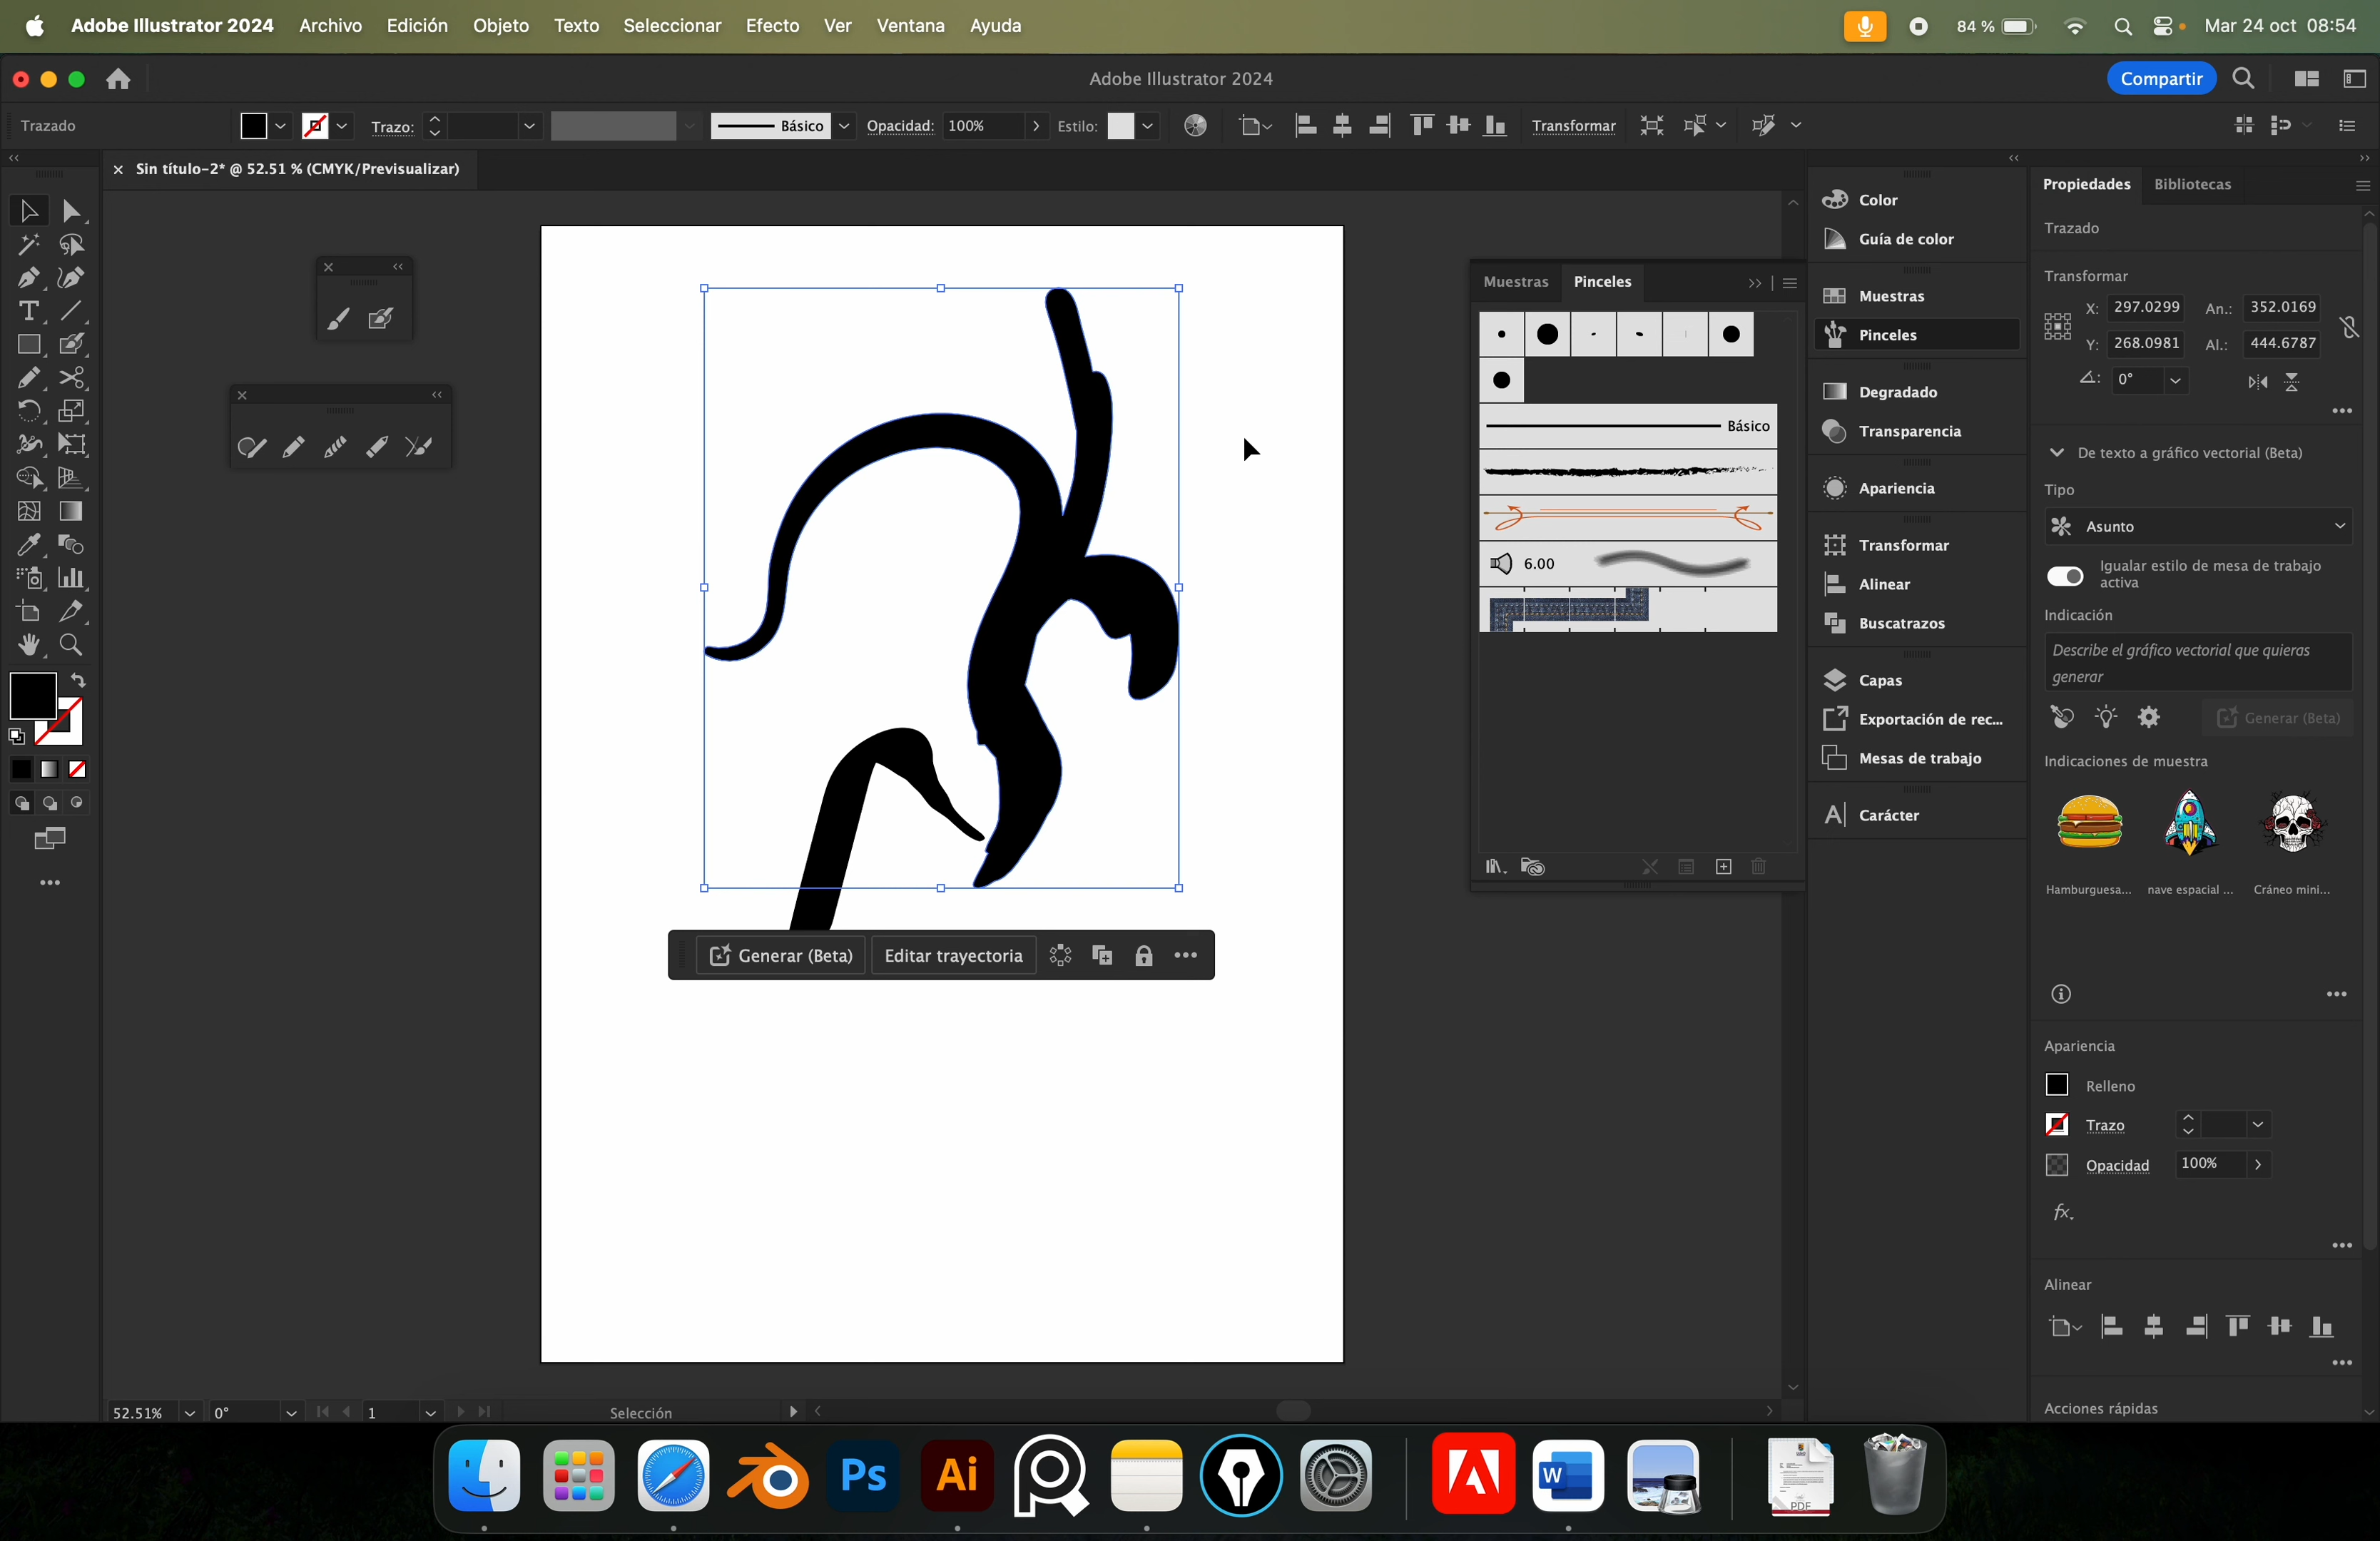 Adobe Illustrator 2024 Archivo Edición Objeto Texto Seleccionar Efecto Ver Ventana Ayuda
84 % Mar 24 oct 08:54
Adobe Illustrator 2024
Compartir
Trazado
Trazo:
Básico
Opacidad: 100%
Estilo:
Transformar
× Sin título-2* @ 52.51 % (CMYK/Previsualizar)
Muestras Pinceles
Básico
6.00
Generar (Beta) Editar trayectoria
Color
Guía de color
Muestras
Pinceles
Degradado
Transparencia
Apariencia
Transformar
Alinear
Buscatrazos
Capas
Exportación de rec...
Mesas de trabajo
Carácter
Propiedades Bibliotecas
Trazado
Transformar
X: 297.0299 An.: 352.0169
Y: 268.0981 Al.: 444.6787
0°
De texto a gráfico vectorial (Beta)
Tipo
Asunto
Igualar estilo de mesa de trabajo
activa
Indicación
Describe el gráfico vectorial que quieras
generar
Generar (Beta)
Indicaciones de muestra
Hamburguesa... nave espacial ... Cráneo mini...
Apariencia
Relleno
Trazo
Opacidad 100%
fx.
Alinear
Acciones rápidas
52.51% 0° 1 Selección
Ps Ai W PDF